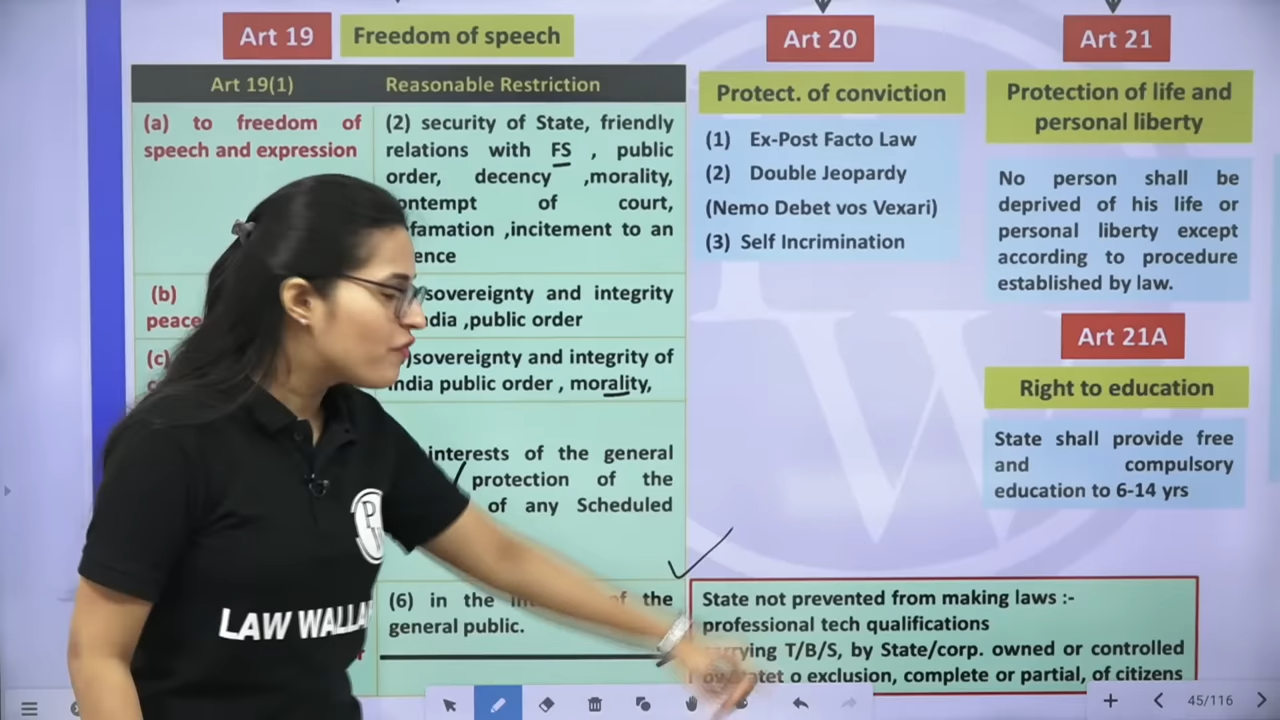 Art 19
Freedom of speech
Art 20
Art 21
Art 19(1)
Reasonable Restriction
(a) to freedom of
speech and expression
(2) security of State, friendly
relations with FS , public
order, decency ,morality,
of court,
,incitement to an
(b)
sovereignty and integrity
,public order
(c)
)sovereignty and integrity of
India public order , morality,
interests of the general
protection of the
of any Scheduled
(6) in the of the
general public.
Protect. of conviction
(1) Ex-Post Facto Law
(2) Double Jeopardy
(Nemo Debet vos Vexari)
(3) Self Incrimination
Protection of life and
personal liberty
No person shall be
deprived of his life or
personal liberty except
according to procedure
established by law.
Art 21A
Right to education
State shall provide free
and compulsory
education to 6-14 yrs
State not prevented from making laws :-
professional tech qualifications
T/B/S, by State/corp. owned or controlled
o exclusion, complete or partial, of citizens
PW
LAW WALLA
45/116